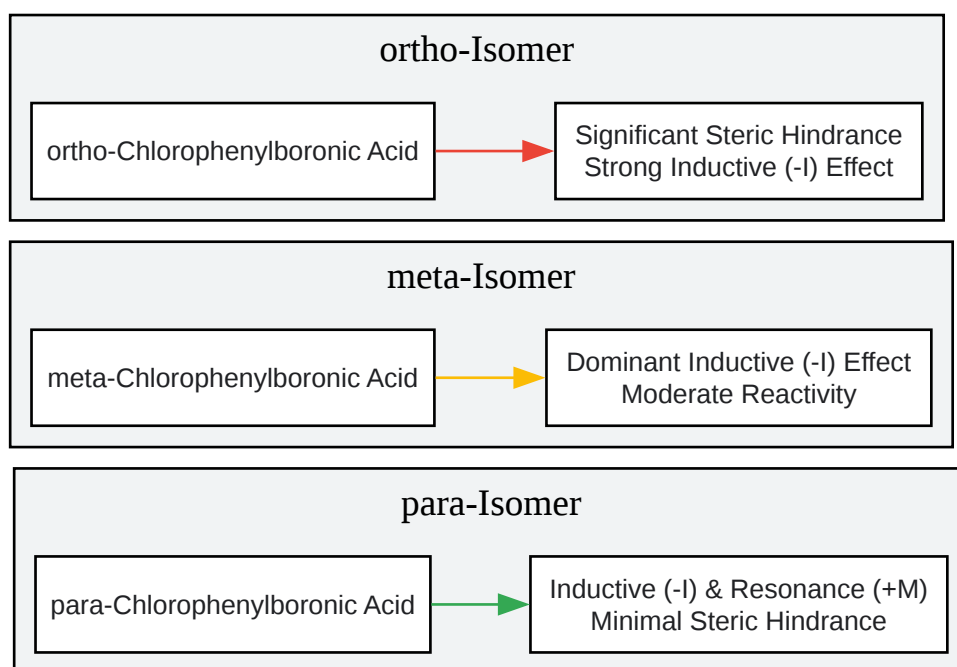 ortho-Isomer
ortho-Chlorophenylboronic Acid
Significant Steric Hindrance
Strong Inductive (-I) Effect
meta-Isomer
meta-Chlorophenylboronic Acid
Dominant Inductive (-I) Effect
Moderate Reactivity
para-Isomer
para-Chlorophenylboronic Acid
Inductive (-I) & Resonance (+M)
Minimal Steric Hindrance